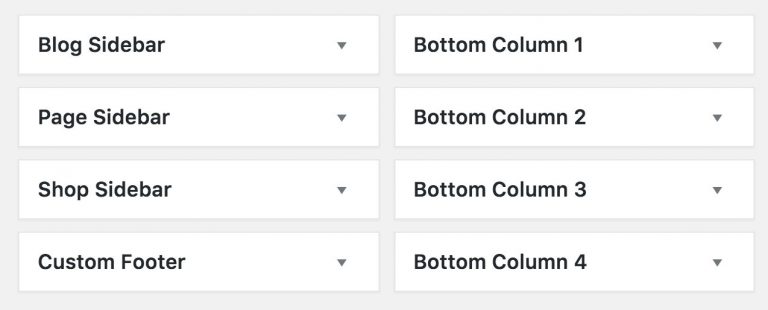 Blog Sidebar
Page Sidebar
Shop Sidebar
Custom Footer
Bottom Column 1
Bottom Column 2
Bottom Column 3
Bottom Column 4